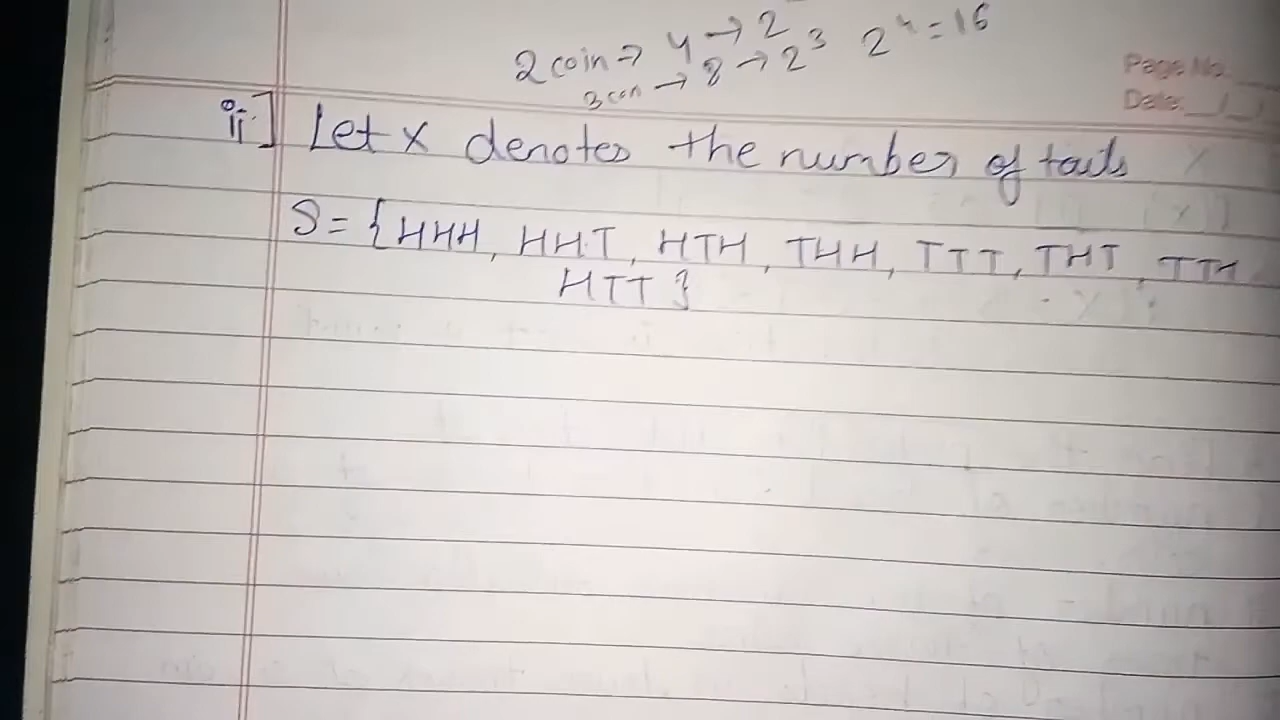 2 coin ⇒ 4 → 2
3 con → 8 → 2³ 2⁴ = 16
Page No.
Date:
ii] Let x denotes the number of tails
S = { HHH, HHT, HTH, THH, TTT, THT, TTH
HTT }